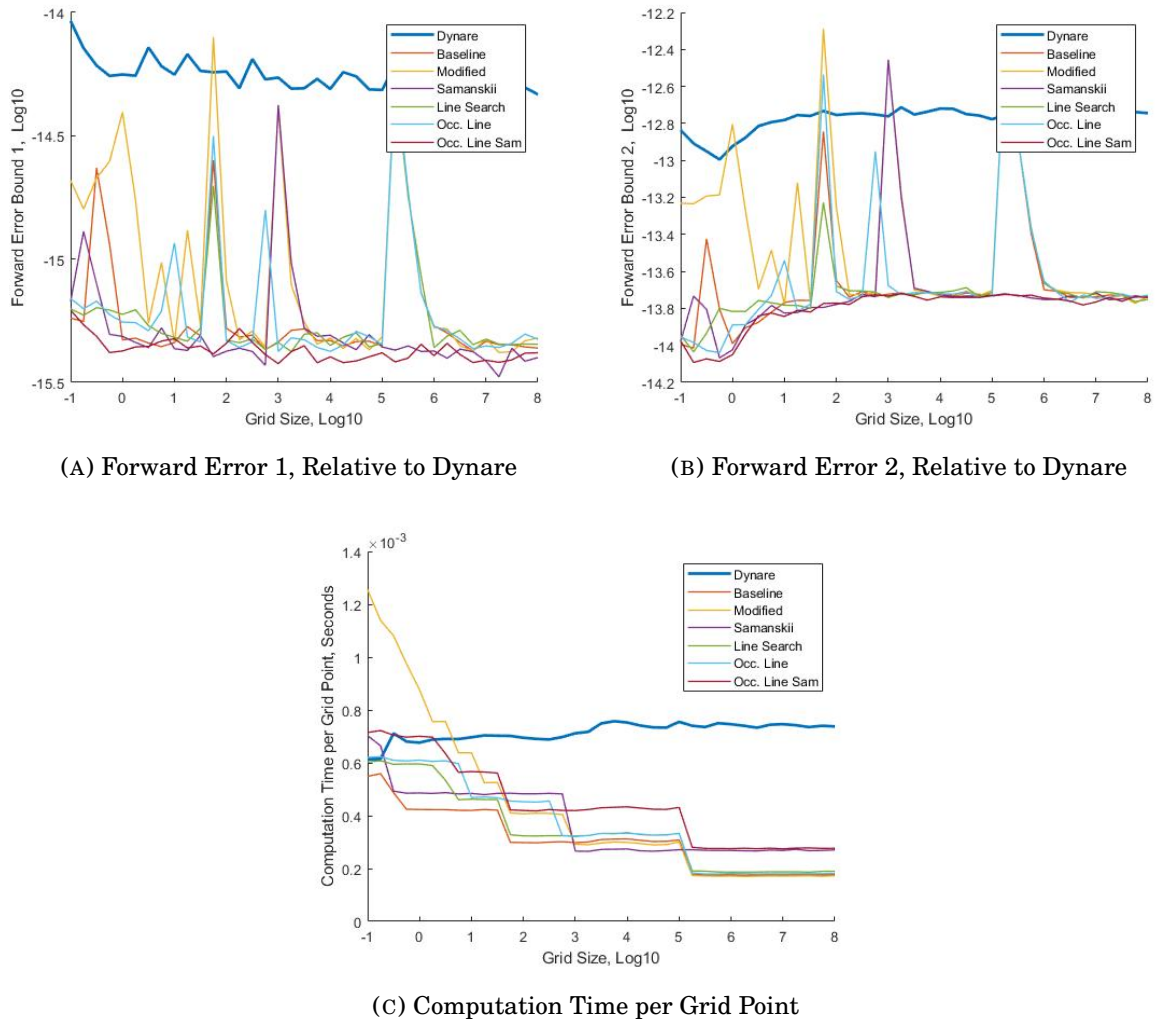 -14
-14.5
-15
-15.5
Forward Error Bound 1, Log10
-1 0 1 2 3 4 5 6 7 8
Grid Size, Log10
Dynare
Baseline
Modified
Samanskii
Line Search
Occ. Line
Occ. Line Sam
(A) Forward Error 1, Relative to Dynare
-12.2
-12.4
-12.6
-12.8
-13
-13.2
-13.4
-13.6
-13.8
-14
-14.2
Forward Error Bound 2, Log10
-1 0 1 2 3 4 5 6 7 8
Grid Size, Log10
Dynare
Baseline
Modified
Samanskii
Line Search
Occ. Line
Occ. Line Sam
(B) Forward Error 2, Relative to Dynare
×10-3
1.4
1.2
1
0.8
0.6
0.4
0.2
0
Computation Time per Grid Point, Seconds
-1 0 1 2 3 4 5 6 7 8
Grid Size, Log10
Dynare
Baseline
Modified
Samanskii
Line Search
Occ. Line
Occ. Line Sam
(C) Computation Time per Grid Point